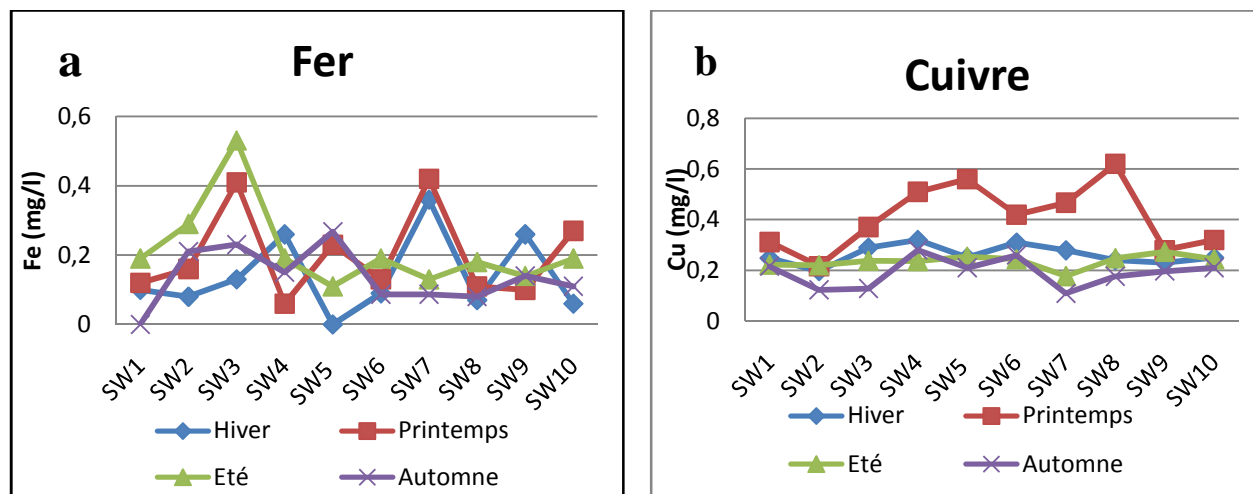 a
Fer
Fe (mg/l)
0,6
0,4
0,2
0
SW1
SW2
SW3
SW4
SW5
SW6
SW7
SW8
SW9
SW10
Hiver
Printemps
Eté
Automne
b
Cuivre
Cu (mg/l)
0,8
0,6
0,4
0,2
0
SW1
SW2
SW3
SW4
SW5
SW6
SW7
SW8
SW9
SW10
Hiver
Printemps
Eté
Automne